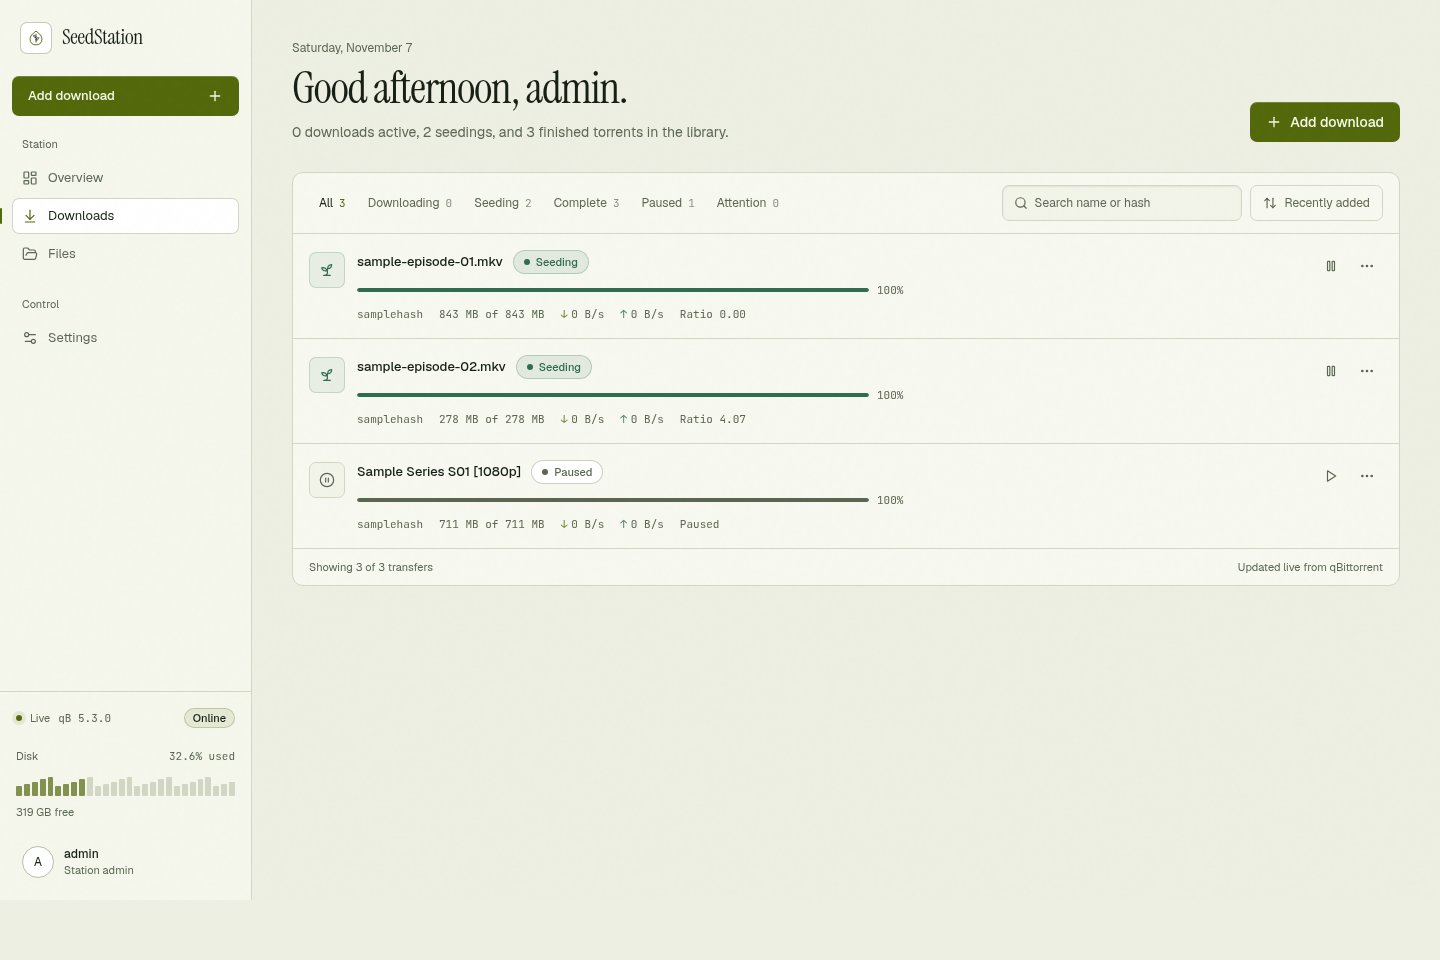 SeedStation
Add download
Station
Overview
Downloads
Files
Control
Settings
Live qB 5.3.0 Online
Disk 32.6% used
319 GB free
A
admin
Station admin
Saturday, November 7
Good afternoon, admin.
0 downloads active, 2 seedings, and 3 finished torrents in the library.
Add download
All 3 Downloading 0 Seeding 2 Complete 3 Paused 1 Attention 0 Search name or hash Recently added
sample-episode-01.mkv Seeding
100%
samplehash 843 MB of 843 MB ↓ 0 B/s ↑ 0 B/s Ratio 0.00
sample-episode-02.mkv Seeding
100%
samplehash 278 MB of 278 MB ↓ 0 B/s ↑ 0 B/s Ratio 4.07
Sample Series S01 [1080p] Paused
100%
samplehash 711 MB of 711 MB ↓ 0 B/s ↑ 0 B/s Paused
Showing 3 of 3 transfers Updated live from qBittorrent